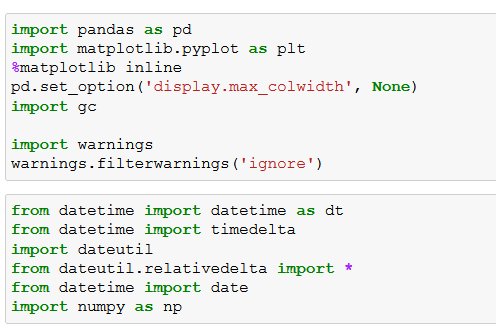 import pandas as pd
import matplotlib.pyplot as plt
%matplotlib inline
pd.set_option('display.max_colwidth', None)
import gc
import warnings
warnings.filterwarnings('ignore')
from datetime import datetime as dt
from datetime import timedelta
import dateutil
from dateutil.relativedelta import *
from datetime import date
import numpy as np